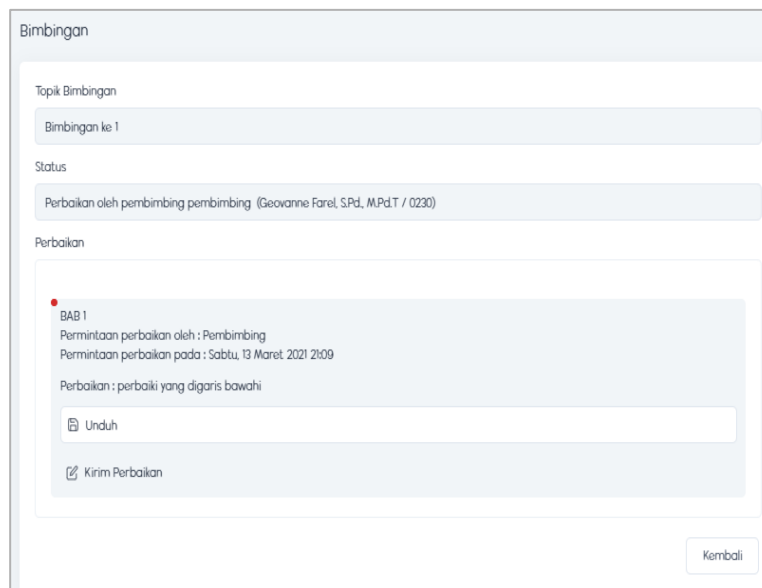 Bimbingan
Topik Bimbingan
Bimbingan ke 1
Status
Perbaikan oleh pembimbing pembimbing (Geovanne Farel, S.Pd., M.Pd.T / 0230)
Perbaikan
BAB 1
Permintaan perbaikan oleh : Pembimbing
Permintaan perbaikan pada : Sabtu, 13 Maret 2021 21:09
Perbaikan : perbaiki yang digaris bawahi
Unduh
Kirim Perbaikan
Kembali